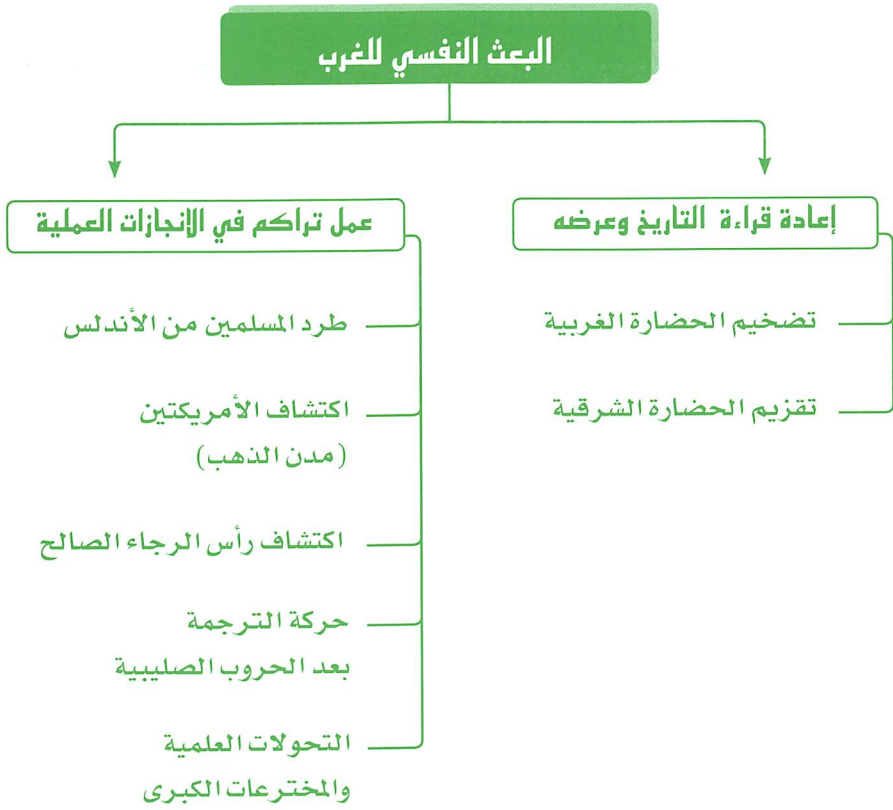 البعث النفسي للغرب
إعادة قراءة التاريخ وعرضه
تضخيم الحضارة الغربية
تقزيم الحضارة الشرقية
عمل تراكم في الإنجازات العملية
طرد المسلمين من الأندلس
اكتشاف الأمريكتين
(مدن الذهب)
اكتشاف رأس الرجاء الصالح
حركة الترجمة
بعد الحروب الصليبية
التحولات العلمية
والمخترعات الكبرى